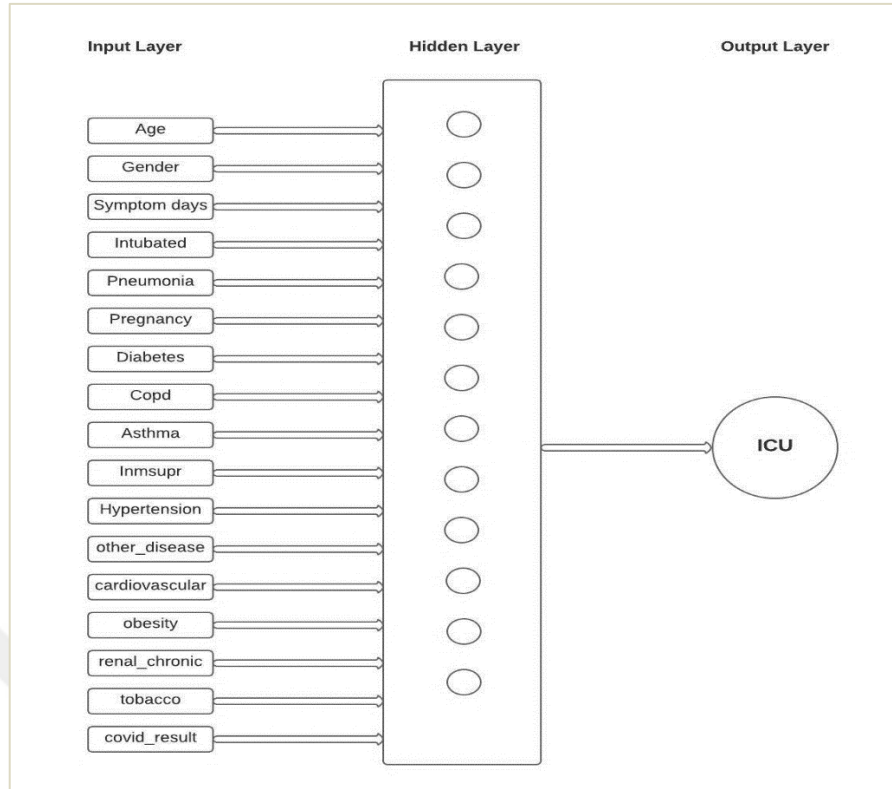 Input Layer
Hidden Layer
Output Layer
Age
Gender
Symptom days
Intubated
Pneumonia
Pregnancy
Diabetes
Copd
Asthma
Inmsupr
Hypertension
other_disease
cardiovascular
obesity
renal_chronic
tobacco
covid_result
ICU